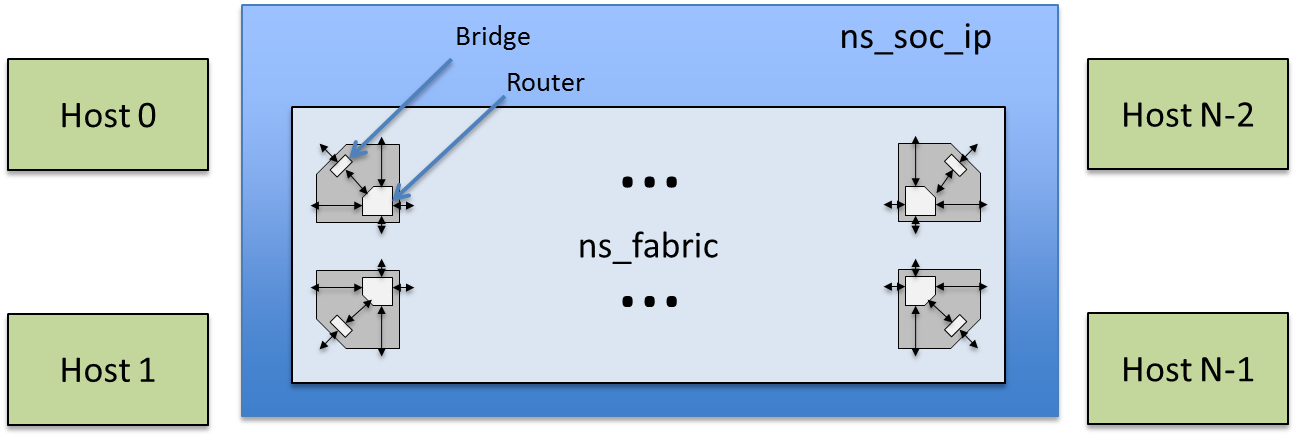 Bridge
ns_soc_ip
Router
Host 0
Host N-2
...
ns_fabric
...
Host 1
Host N-1